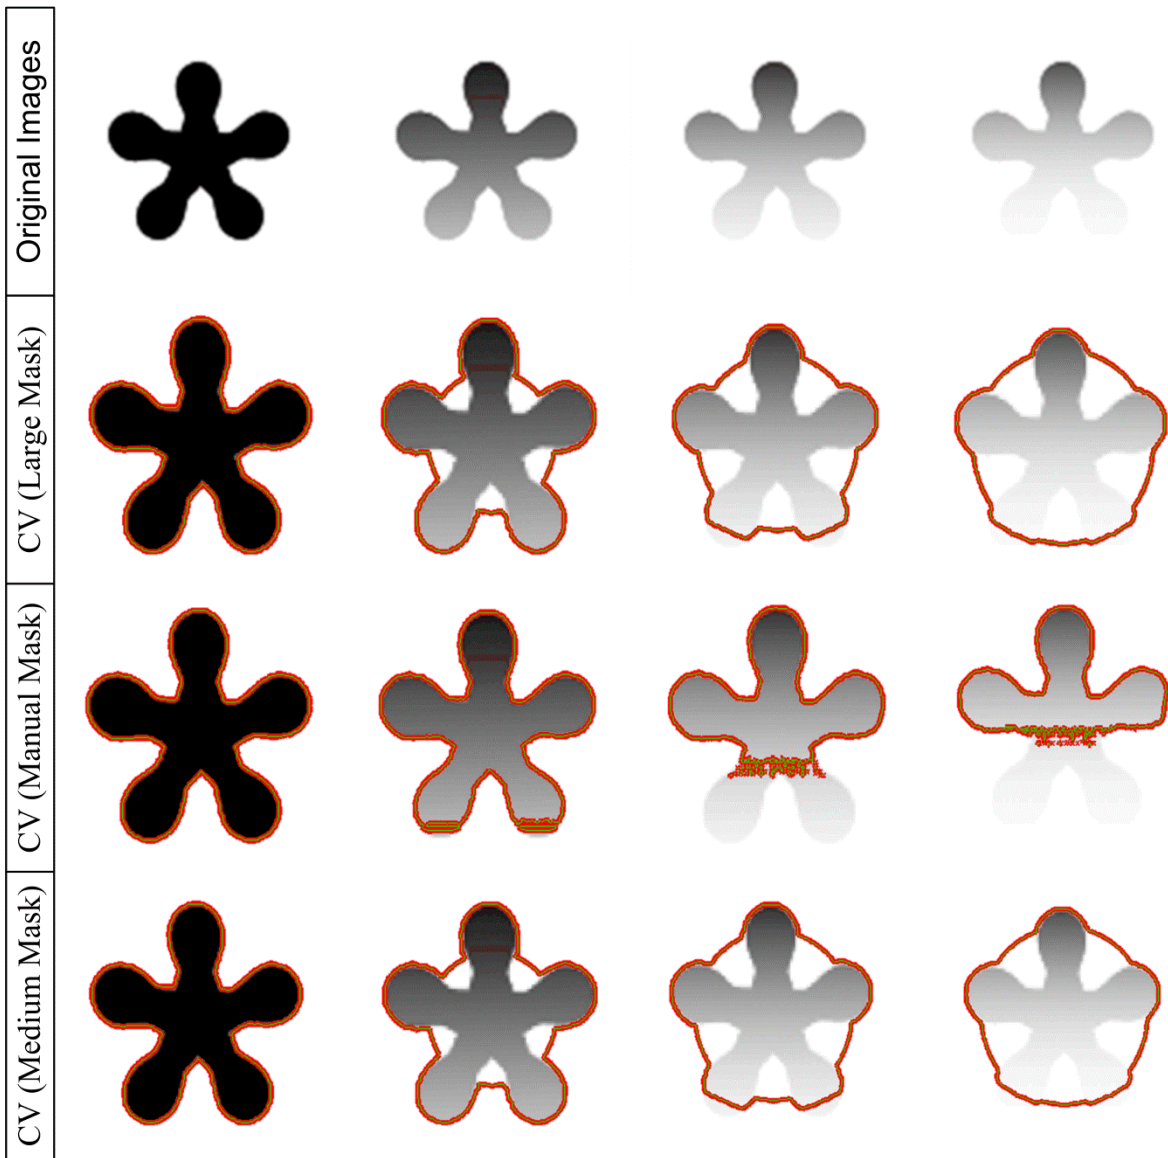 Original Images
CV (Large Mask)
CV (Manual Mask)
CV (Medium Mask)